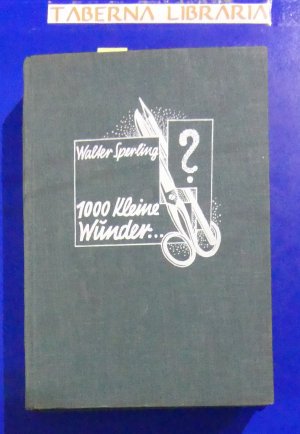 TABERNA LIBRARIA
Walter Sperling
?
1000 kleine
Wunder...